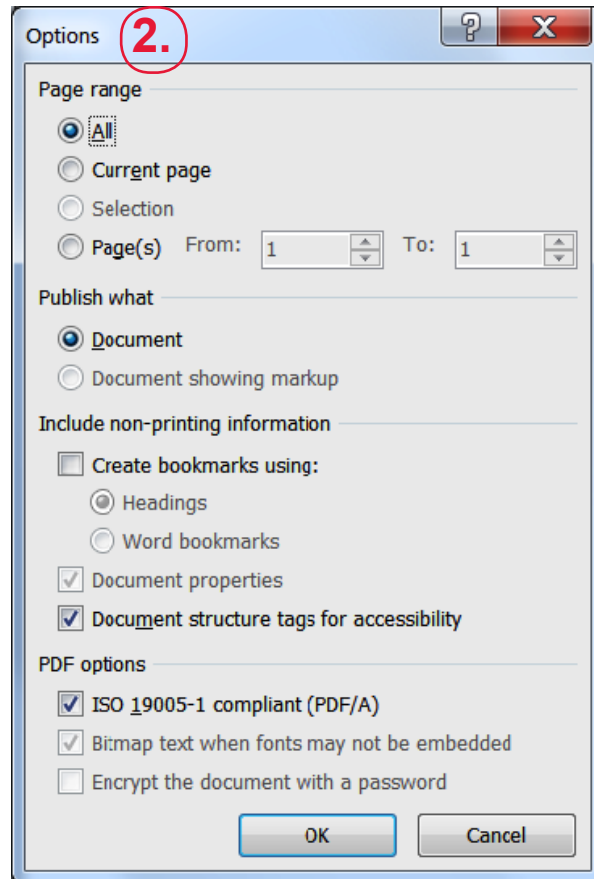 Options 2.
Page range
All
Current page
Selection
Page(s) From: 1 To: 1
Publish what
Document
Document showing markup
Include non-printing information
Create bookmarks using:
Headings
Word bookmarks
Document properties
Document structure tags for accessibility
PDF options
ISO 19005-1 compliant (PDF/A)
Bitmap text when fonts may not be embedded
Encrypt the document with a password
OK Cancel